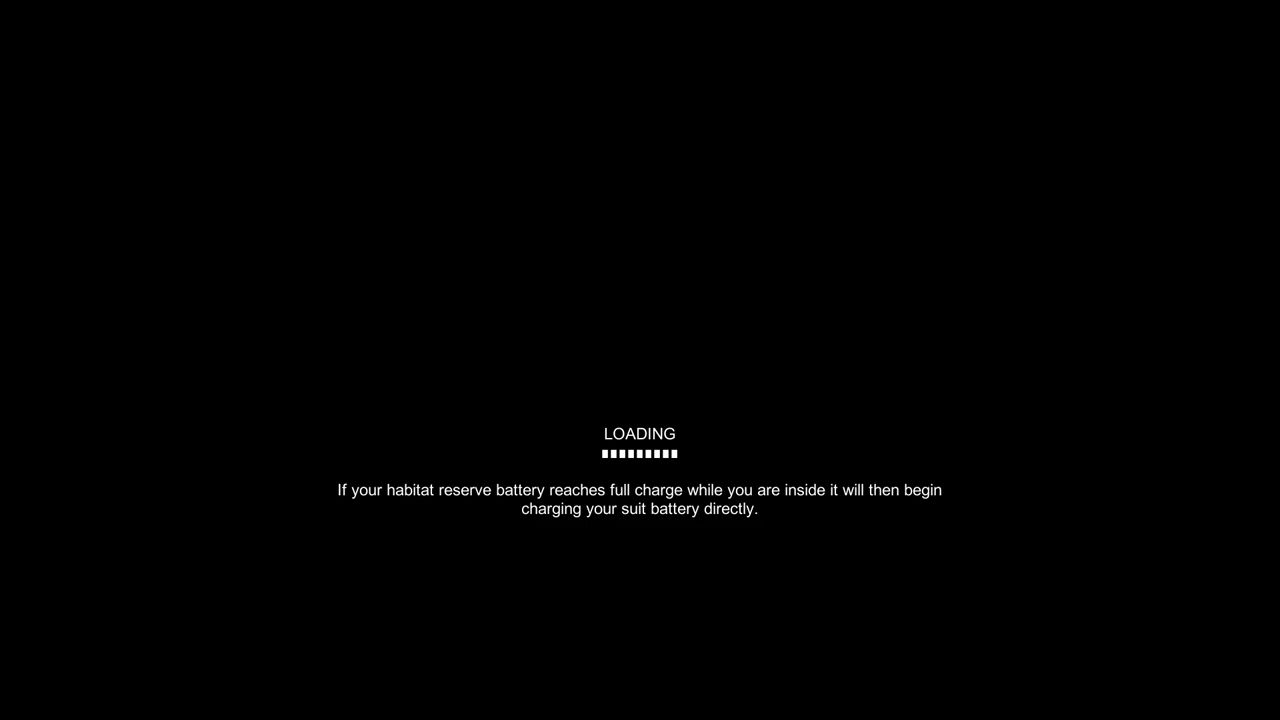 LOADING
If your habitat reserve battery reaches full charge while you are inside it will then begin
charging your suit battery directly.